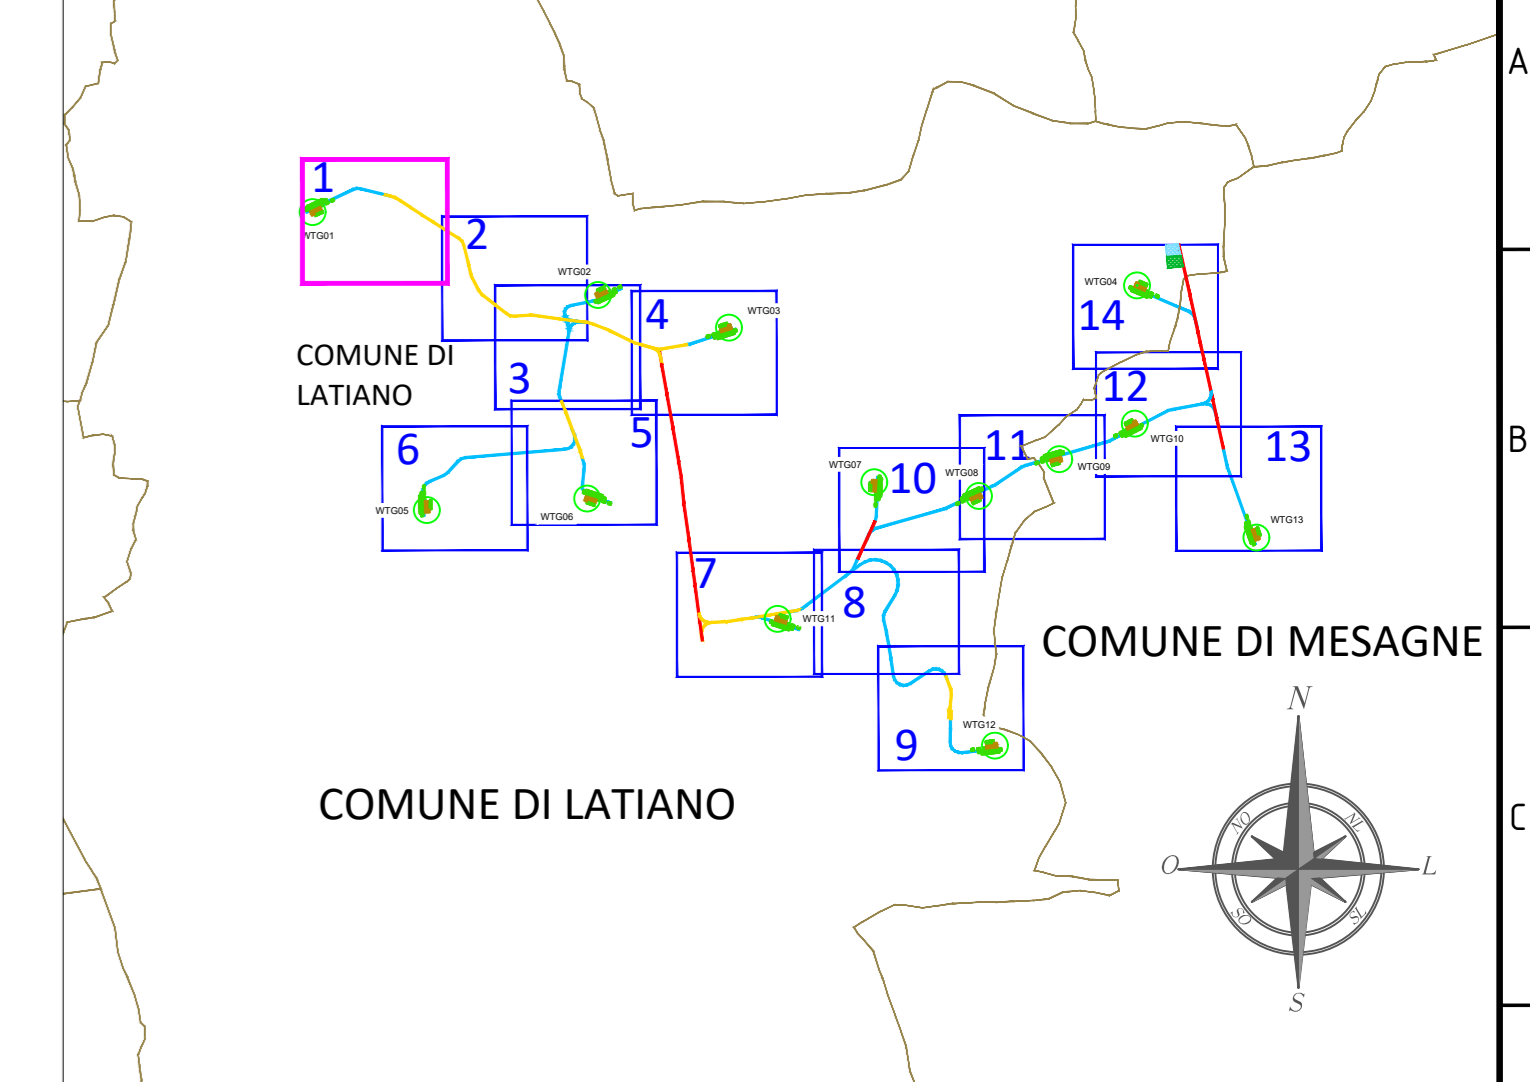 A
1
WTG01
2
WTG02
WTG04
4
WTG03
14
COMUNE DI
LATIANO
3
12
5
6
11
13
WTG10
WTG07
10
WTG08
WTG09
B
WTG05
WTG06
WTG13
7
8
WTG11
COMUNE DI MESAGNE
9
WTG12
COMUNE DI LATIANO
C
N
NO
NL
O
L
SO
SL
S